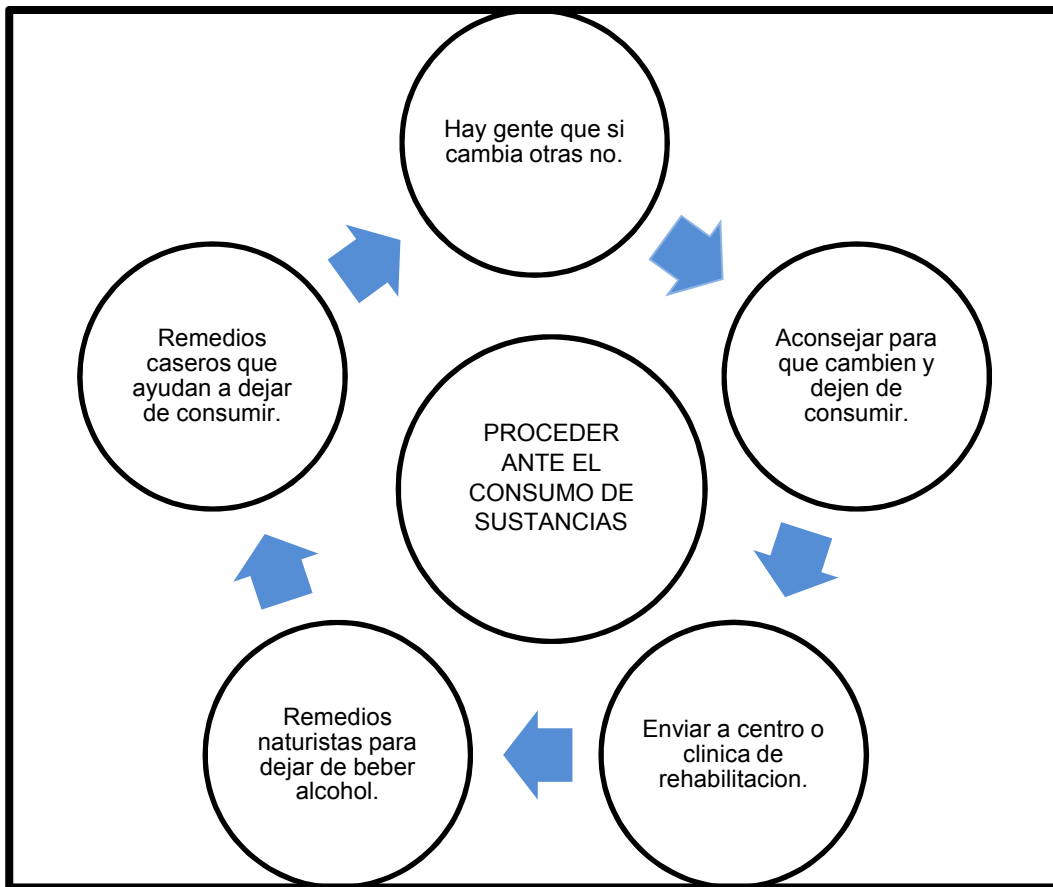 Hay gente que si
cambia otras no.
Aconsejar para
que cambien y
dejen de
consumir.
Enviar a centro o
clinica de
rehabilitacion.
Remedios
naturistas para
dejar de beber
alcohol.
Remedios
caseros que
ayudan a dejar
de consumir.
PROCEDER
ANTE EL
CONSUMO DE
SUSTANCIAS